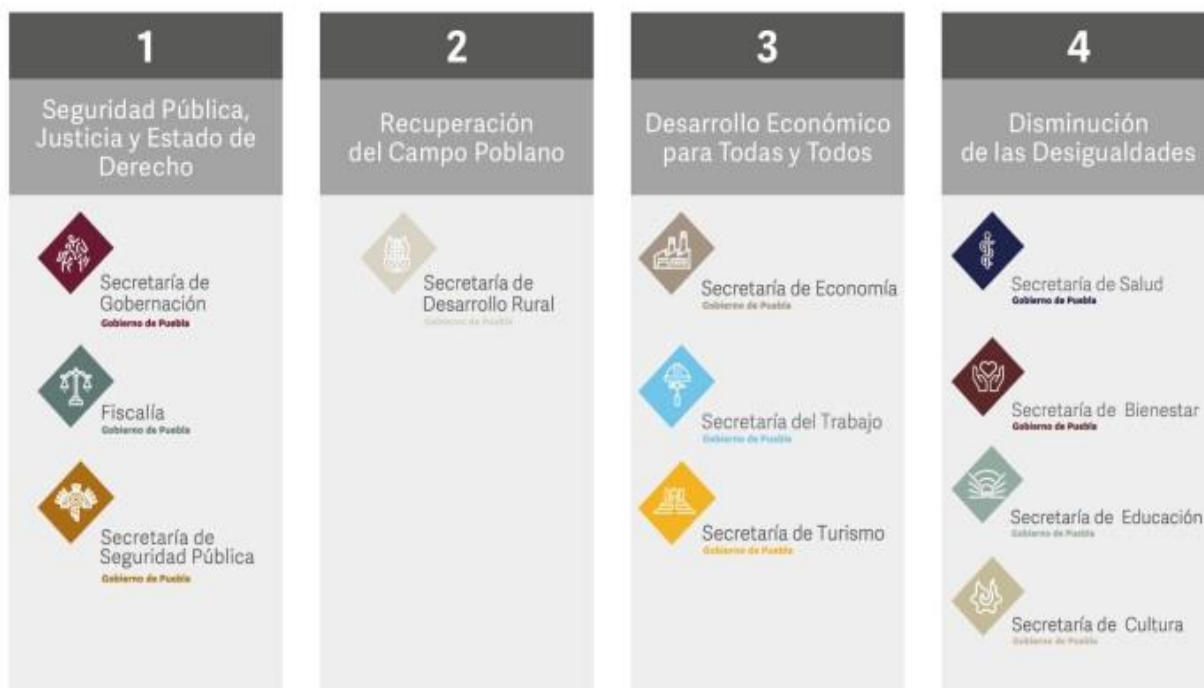 1
Seguridad Pública,
Justicia y Estado de
Derecho
Secretaría de
Gobernación
Gobierno de Puebla
Fiscalía
Gobierno de Puebla
Secretaría de
Seguridad Pública
Gobierno de Puebla
2
Recuperación
del Campo Poblano
Secretaría de
Desarrollo Rural
Gobierno de Puebla
3
Desarrollo Económico
para Todas y Todos
Secretaría de Economía
Gobierno de Puebla
Secretaría del Trabajo
Gobierno de Puebla
Secretaría de Turismo
Gobierno de Puebla
4
Disminución
de las Desigualdades
Secretaría de Salud
Gobierno de Puebla
Secretaría de Bienestar
Gobierno de Puebla
Secretaría de Educación
Gobierno de Puebla
Secretaría de Cultura
Gobierno de Puebla